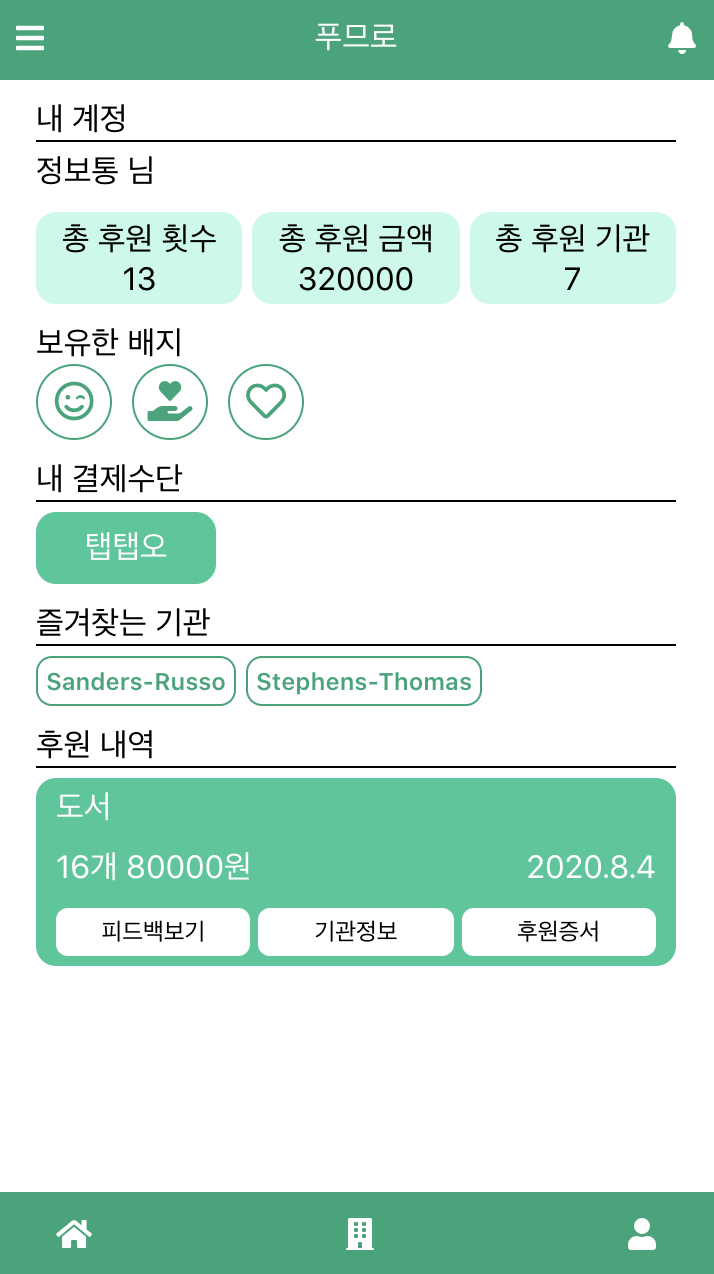 푸므로
내 계정
정보통 님
총 후원 횟수 총 후원 금액 총 후원 기관
13 320000 7
보유한 배지
내 결제수단
탭탭오
즐겨찾는 기관
Sanders-Russo Stephens-Thomas
후원 내역
도서
16개 80000원 2020.8.4
피드백보기 기관정보 후원증서